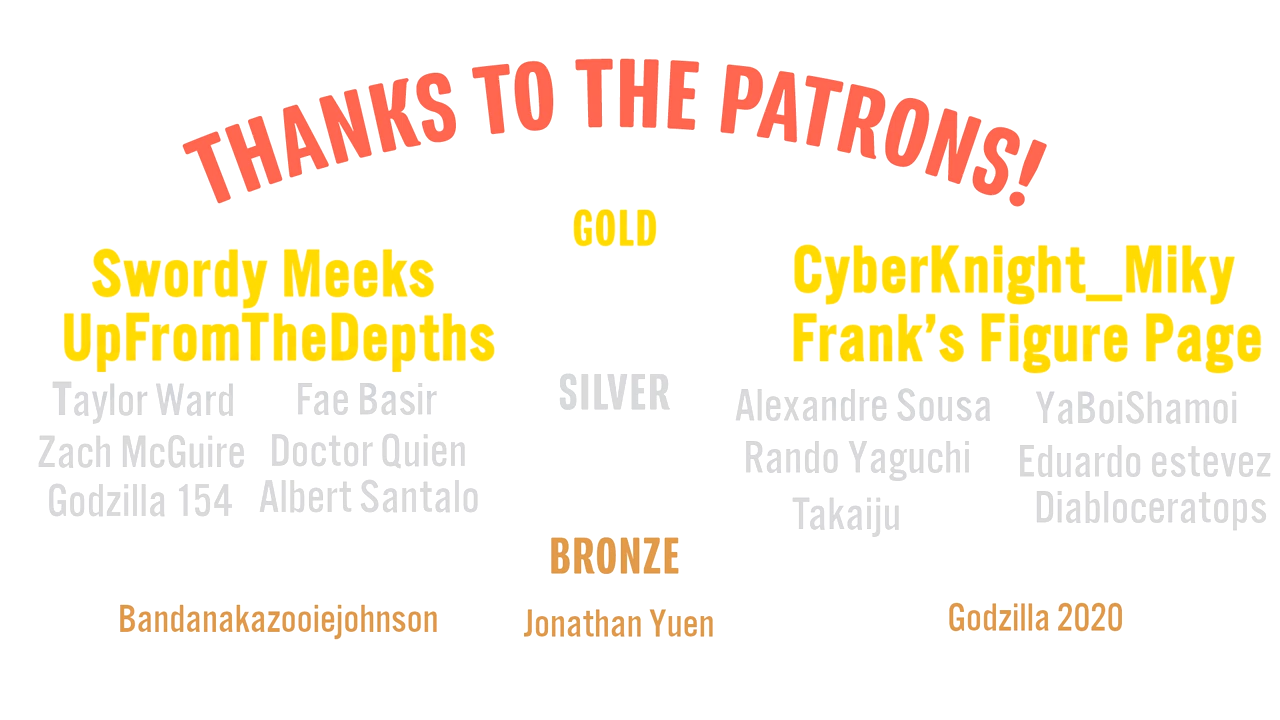 THANKS TO THE PATRONS!
GOLD
Swordy Meeks
UpFromTheDepths
CyberKnight_Miky
Frank’s Figure Page
SILVER
Taylor Ward
Fae Basir
Zach McGuire
Doctor Quien
Godzilla 154
Albert Santalo
Alexandre Sousa
YaBoiShamoi
Rando Yaguchi
Eduardo estevez
Takaiju
Diabloceratops
BRONZE
Bandanakazooiejohnson
Jonathan Yuen
Godzilla 2020